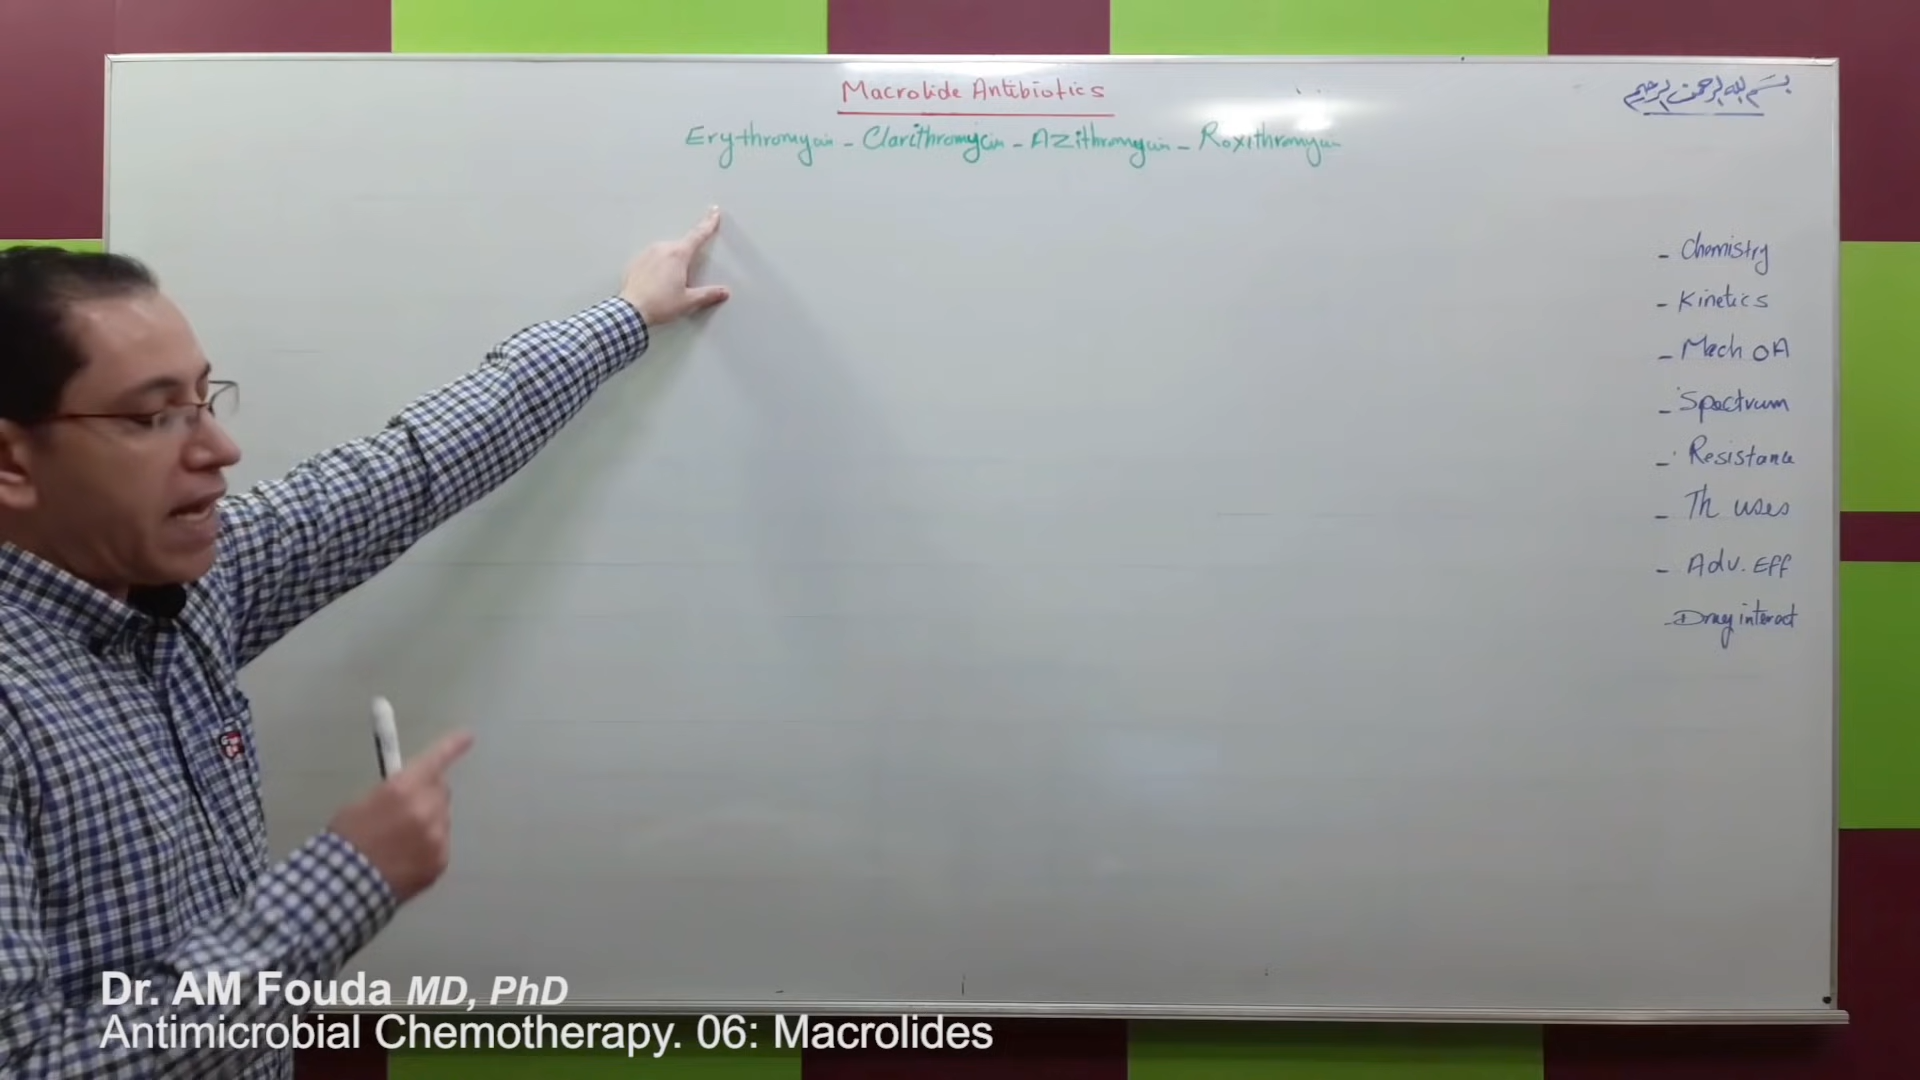 Macrolide Antibiotics
بسم الله الرحمن الرحيم
Erythromycin - Clarithromycin - Azithromycin - Roxithromycin
- Chemistry
- Kinetics
- Mech OA
- Spectrum
- Resistance
- Th uses
- Adv. Eff
- Drug interact
Dr. AM Fouda MD, PhD
Antimicrobial Chemotherapy. 06: Macrolides